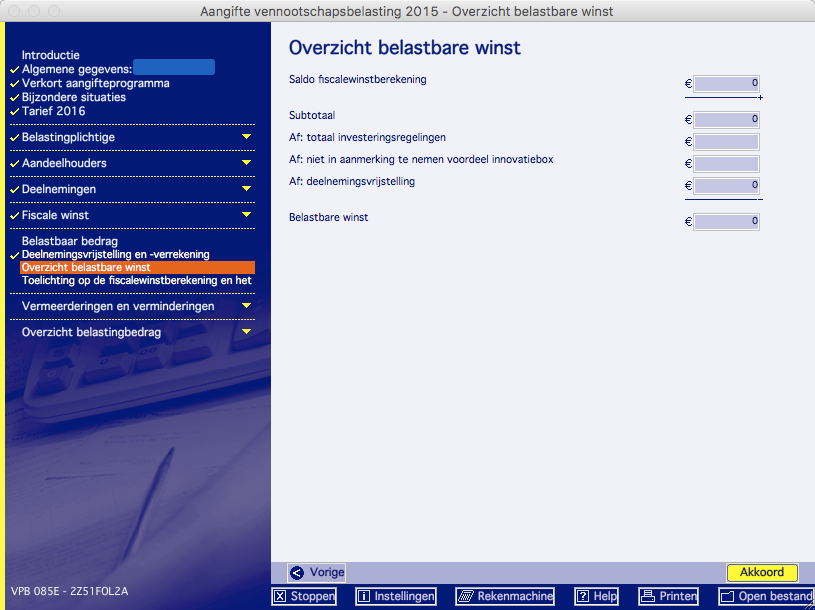 Aangifte vennootschapsbelasting 2015 - Overzicht belastbare winst
Introductie
Algemene gegevens:
Verkort aangifteprogramma
Bijzondere situaties
Tarief 2016
Belastingplichtige
Aandeelhouders
Deelnemingen
Fiscale winst
Belastbaar bedrag
Deelnemingsvrijstelling en -verrekening
Overzicht belastbare winst
Toelichting op de fiscalewinstberekening en het
Vermeerderingen en verminderingen
Overzicht belastingbedrag
VPB 085E - 2Z51FOL2A
Overzicht belastbare winst
Saldo fiscalewinstberekening € 0
+
Subtotaal € 0
Af: totaal investeringsregelingen €
Af: niet in aanmerking te nemen voordeel innovatiebox €
Af: deelnemingsvrijstelling € 0
Belastbare winst € 0
Vorige Akkoord
Stoppen Instellingen Rekenmachine Help Printen Open bestand